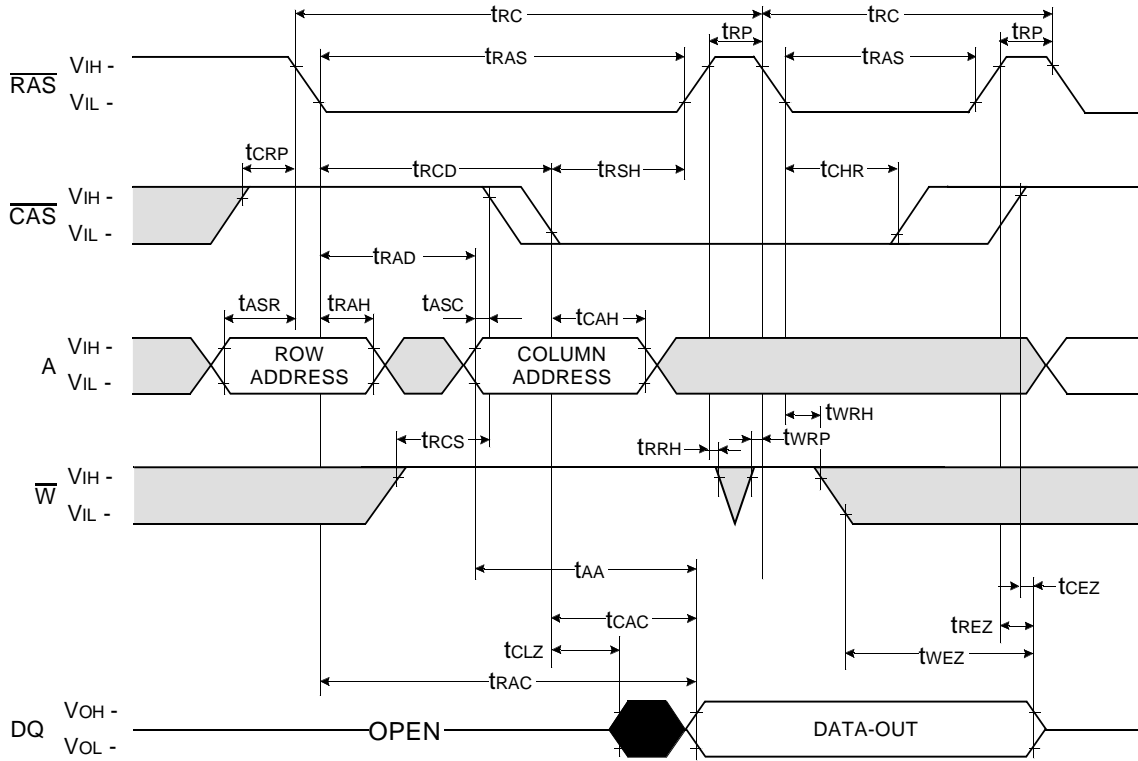 tRC tRC
tRP tRP
tRAS tRAS
RAS VIH -
VIL -
tCRP tRCD tRSH tCHR
CAS VIH -
VIL -
tRAD
tASR tRAH tASC tCAH
A VIH -
VIL -
ROW
ADDRESS
COLUMN
ADDRESS
tWRH
tRCS tRRH tWRP
W VIH -
VIL -
tAA
tCEZ
tCAC
tREZ
tCLZ
tWEZ
tRAC
DQ VOH -
VOL -
OPEN
DATA-OUT